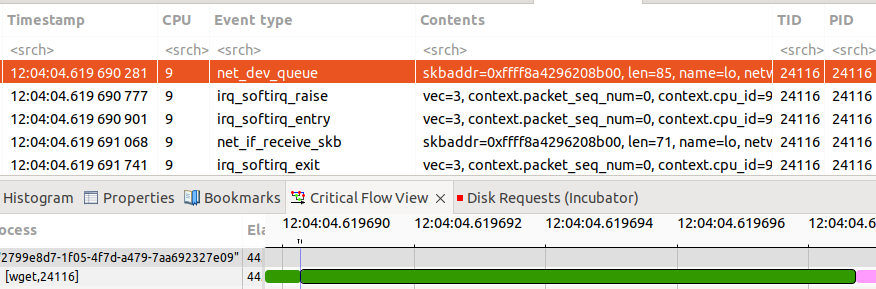 Timestamp CPU Event type Contents TID PID
<srch> <srch> <srch> <srch> <srch> <srch>
12:04:04.619 690 281 9 net_dev_queue skbaddr=0xffff8a4296208b00, len=85, name=lo, netv 24116 24116
12:04:04.619 690 777 9 irq_softirq_raise vec=3, context.packet_seq_num=0, context.cpu_id=9 24116 24116
12:04:04.619 690 901 9 irq_softirq_entry vec=3, context.packet_seq_num=0, context.cpu_id=9 24116 24116
12:04:04.619 691 068 9 net_if_receive_skb skbaddr=0xffff8a4296208b00, len=71, name=lo, netv 24116 24116
12:04:04.619 691 741 9 irq_softirq_exit vec=3, context.packet_seq_num=0, context.cpu_id=9 24116 24116
Histogram Properties Bookmarks Critical Flow View Disk Requests (Incubator)
12:04:04.619690 12:04:04.619692 12:04:04.619694 12:04:04.619696 12:04:04.6
ocess Ela
2799e8d7-1f05-4f7d-a479-7aa692327e09" 44.
[wget,24116] 44.